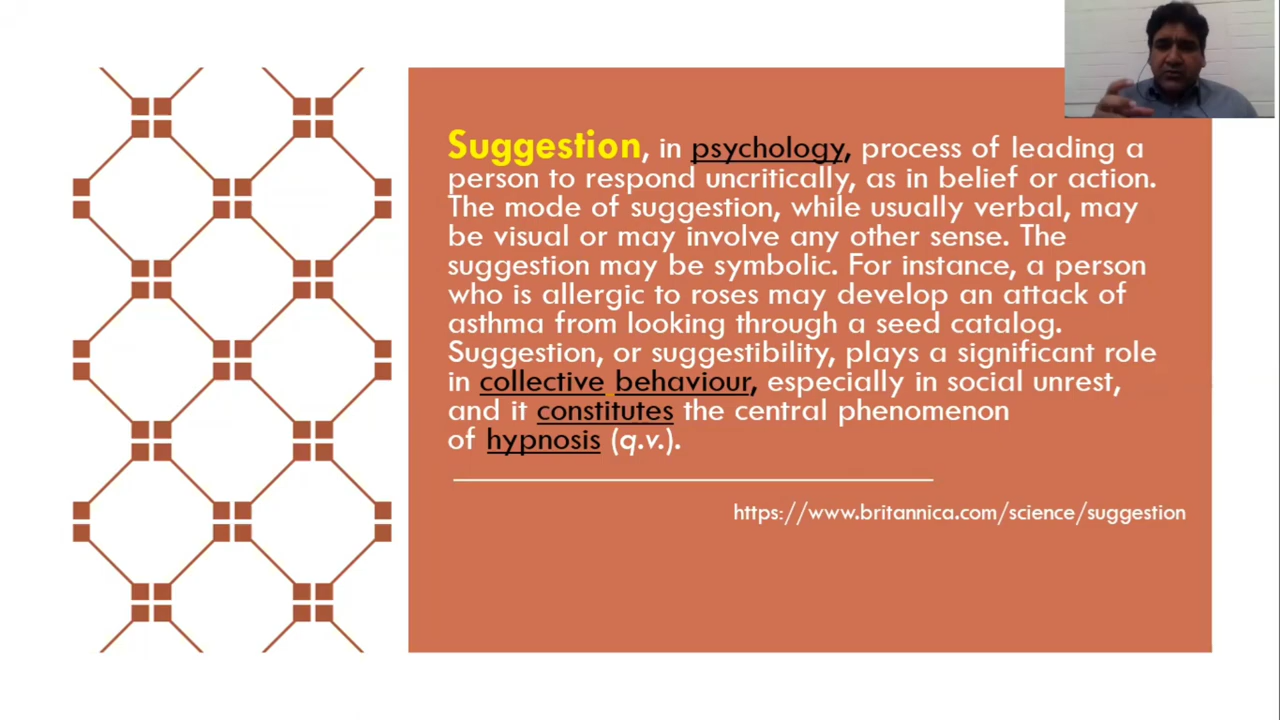 Suggestion, in psychology, process of leading a
person to respond uncritically, as in belief or action.
The mode of suggestion, while usually verbal, may
be visual or may involve any other sense. The
suggestion may be symbolic. For instance, a person
who is allergic to roses may develop an attack of
asthma from looking through a seed catalog.
Suggestion, or suggestibility, plays a significant role
in collective behaviour, especially in social unrest,
and it constitutes the central phenomenon
of hypnosis (q.v.).
https://www.britannica.com/science/suggestion